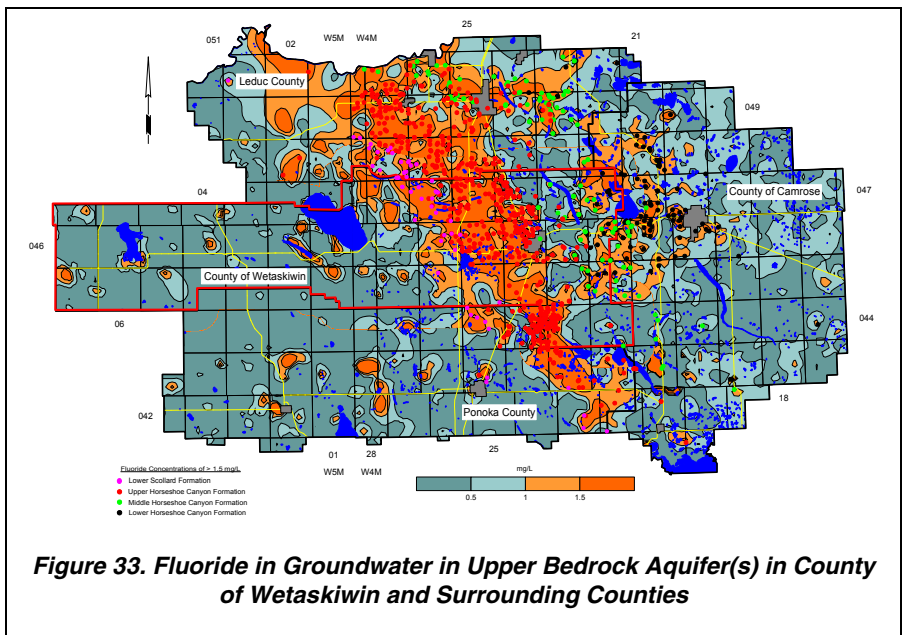 25
051
02
W5M W4M
21
Leduc County
049
04
County of Camrose
047
046
County of Wetaskiwin
06
044
18
042
Ponoka County
01 28
25
W5M W4M
Fluoride Concentrations of > 1.5 mg/L
Lower Scollard Formation
Upper Horseshoe Canyon Formation
Middle Horseshoe Canyon Formation
Lower Horseshoe Canyon Formation
mg/L
0.5 1 1.5
Figure 33. Fluoride in Groundwater in Upper Bedrock Aquifer(s) in County
of Wetaskiwin and Surrounding Counties